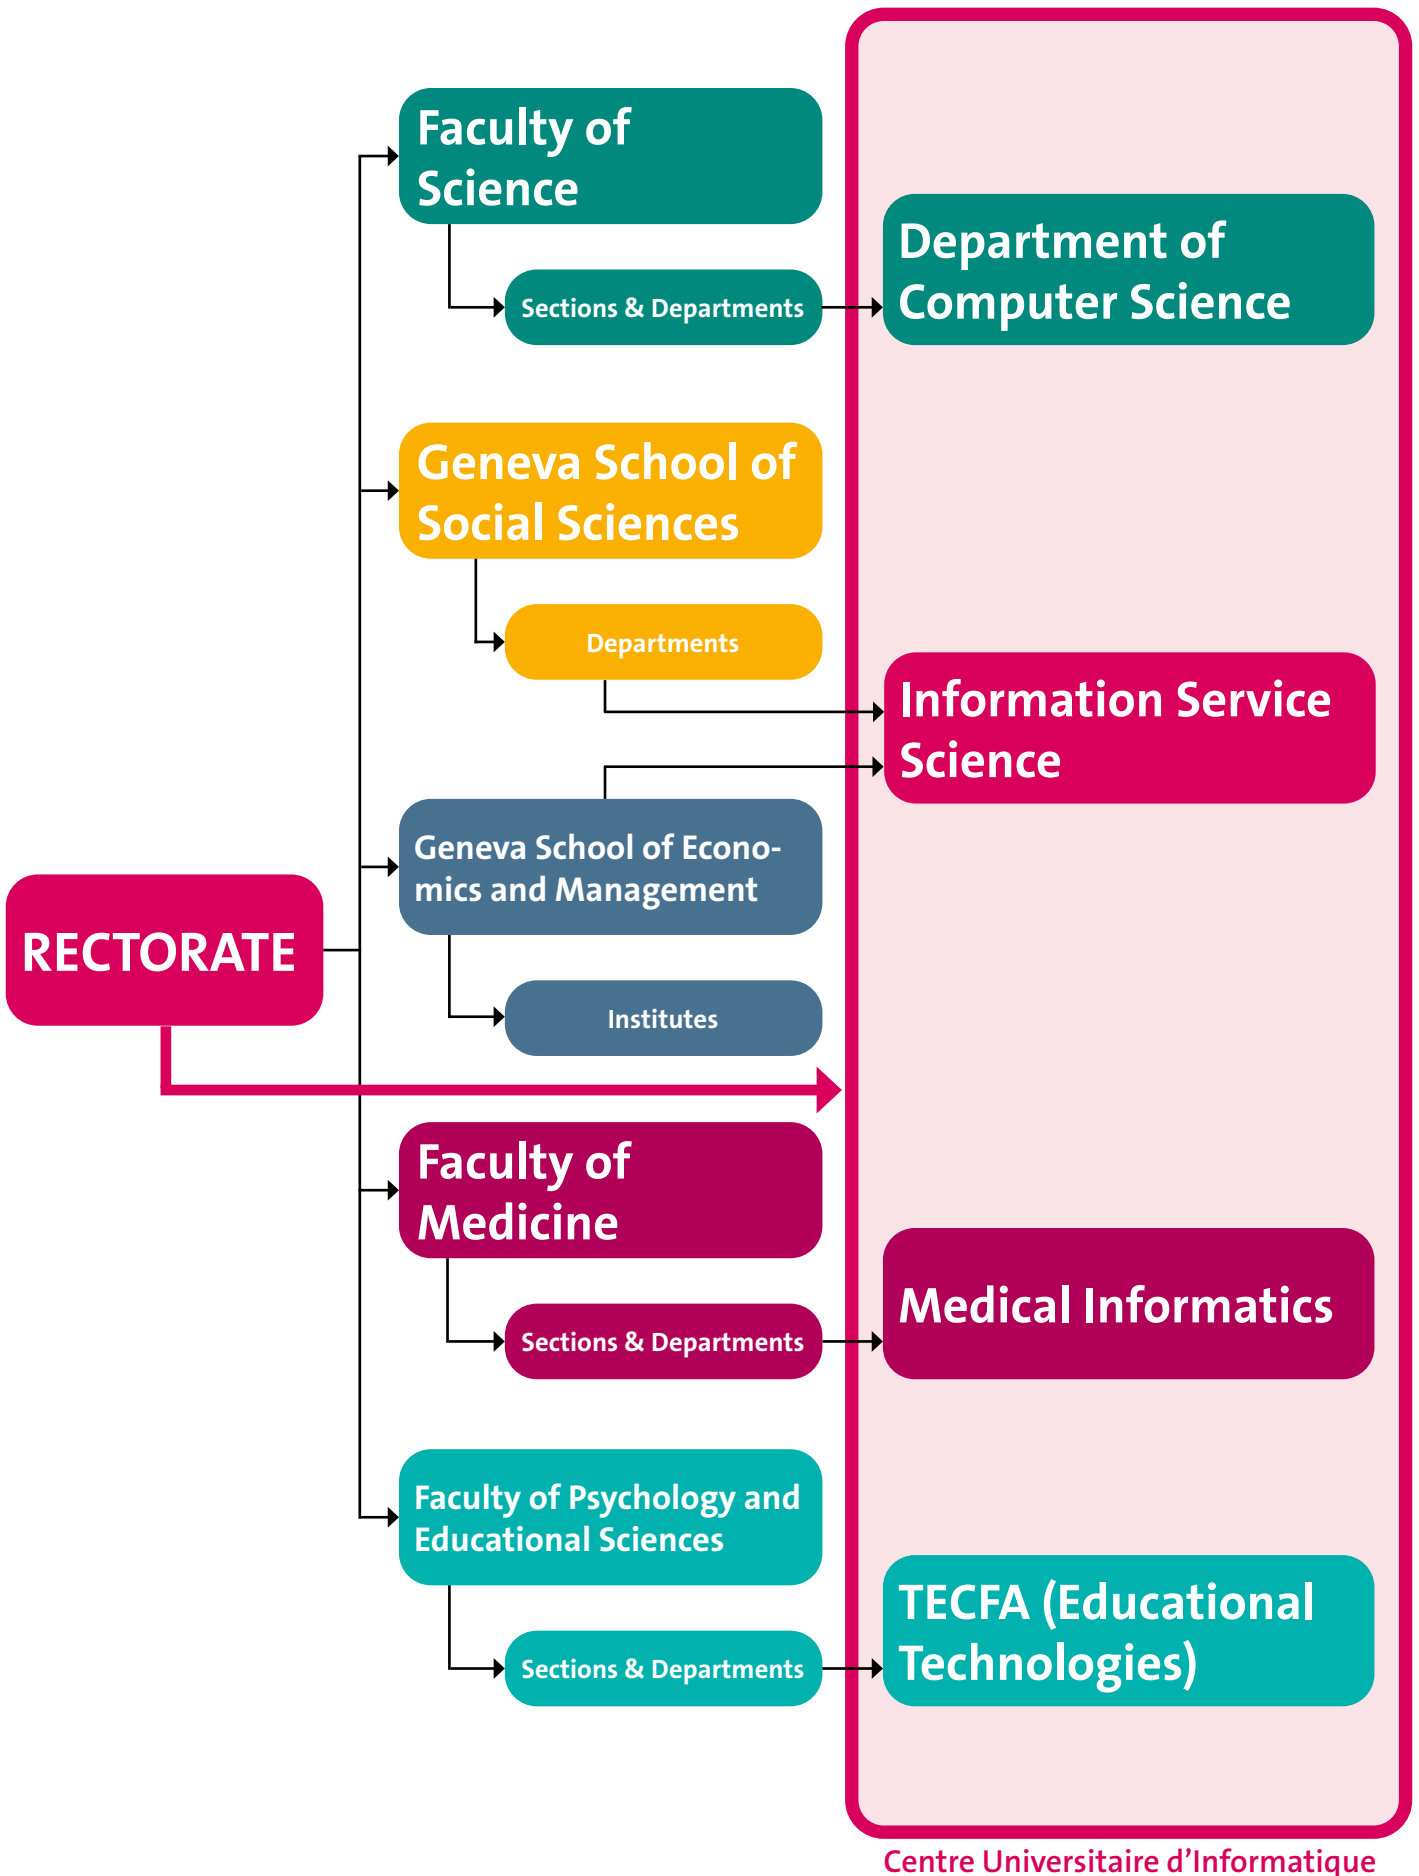 Faculty of
Science
Sections & Departments
Department of
Computer Science
Geneva School of
Social Sciences
Departments
Information Service
Science
Geneva School of Econo-
mics and Management
Institutes
RECTORATE
Faculty of
Medicine
Sections & Departments
Medical Informatics
Faculty of Psychology and
Educational Sciences
Sections & Departments
TECFA (Educational
Technologies)
Centre Universitaire d’Informatique